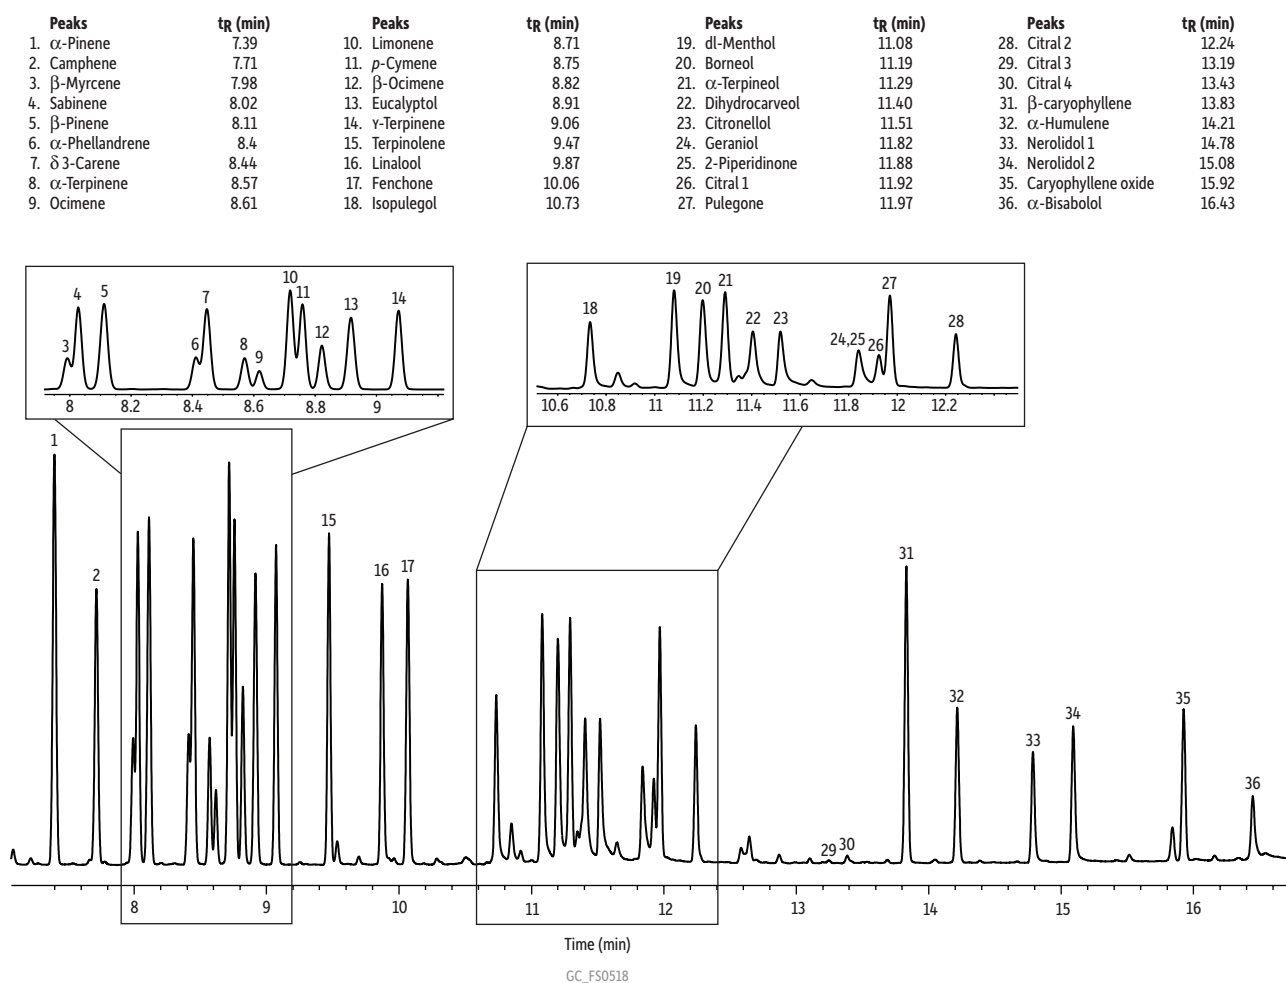 Peaks tR (min) Peaks tR (min) Peaks tR (min) Peaks tR (min)
1. α-Pinene 7.39 10. Limonene 8.71 19. dl-Menthol 11.08 28. Citral 2 12.24
2. Camphene 7.71 11. p-Cymene 8.75 20. Borneol 11.19 29. Citral 3 13.19
3. β-Myrcene 7.98 12. β-Ocimene 8.82 21. α-Terpineol 11.29 30. Citral 4 13.43
4. Sabinene 8.02 13. Eucalyptol 8.91 22. Dihydrocarveol 11.40 31. β-caryophyllene 13.83
5. β-Pinene 8.11 14. γ-Terpinene 9.06 23. Citronellol 11.51 32. α-Humulene 14.21
6. α-Phellandrene 8.4 15. Terpinolene 9.47 24. Geraniol 11.82 33. Nerolidol 1 14.78
7. δ 3-Carene 8.44 16. Linalool 9.87 25. 2-Piperidinone 11.88 34. Nerolidol 2 15.08
8. α-Terpinene 8.57 17. Fenchone 10.06 26. Citral 1 11.92 35. Caryophyllene oxide 15.92
9. Ocimene 8.61 18. Isopulegol 10.73 27. Pulegone 11.97 36. α-Bisabolol 16.43
3 4 5 6 7 8 9 10 11 12 13 14
8 8.2 8.4 8.6 8.8 9
18 19 20 21 22 23 24,25 26 27 28
10.6 10.8 11 11.2 11.4 11.6 11.8 12 12.2
1 2 15 16 17 29 30 31 32 33 34 35 36
8 9 10 11 12 13 14 15 16
Time (min)
GC_FS0518